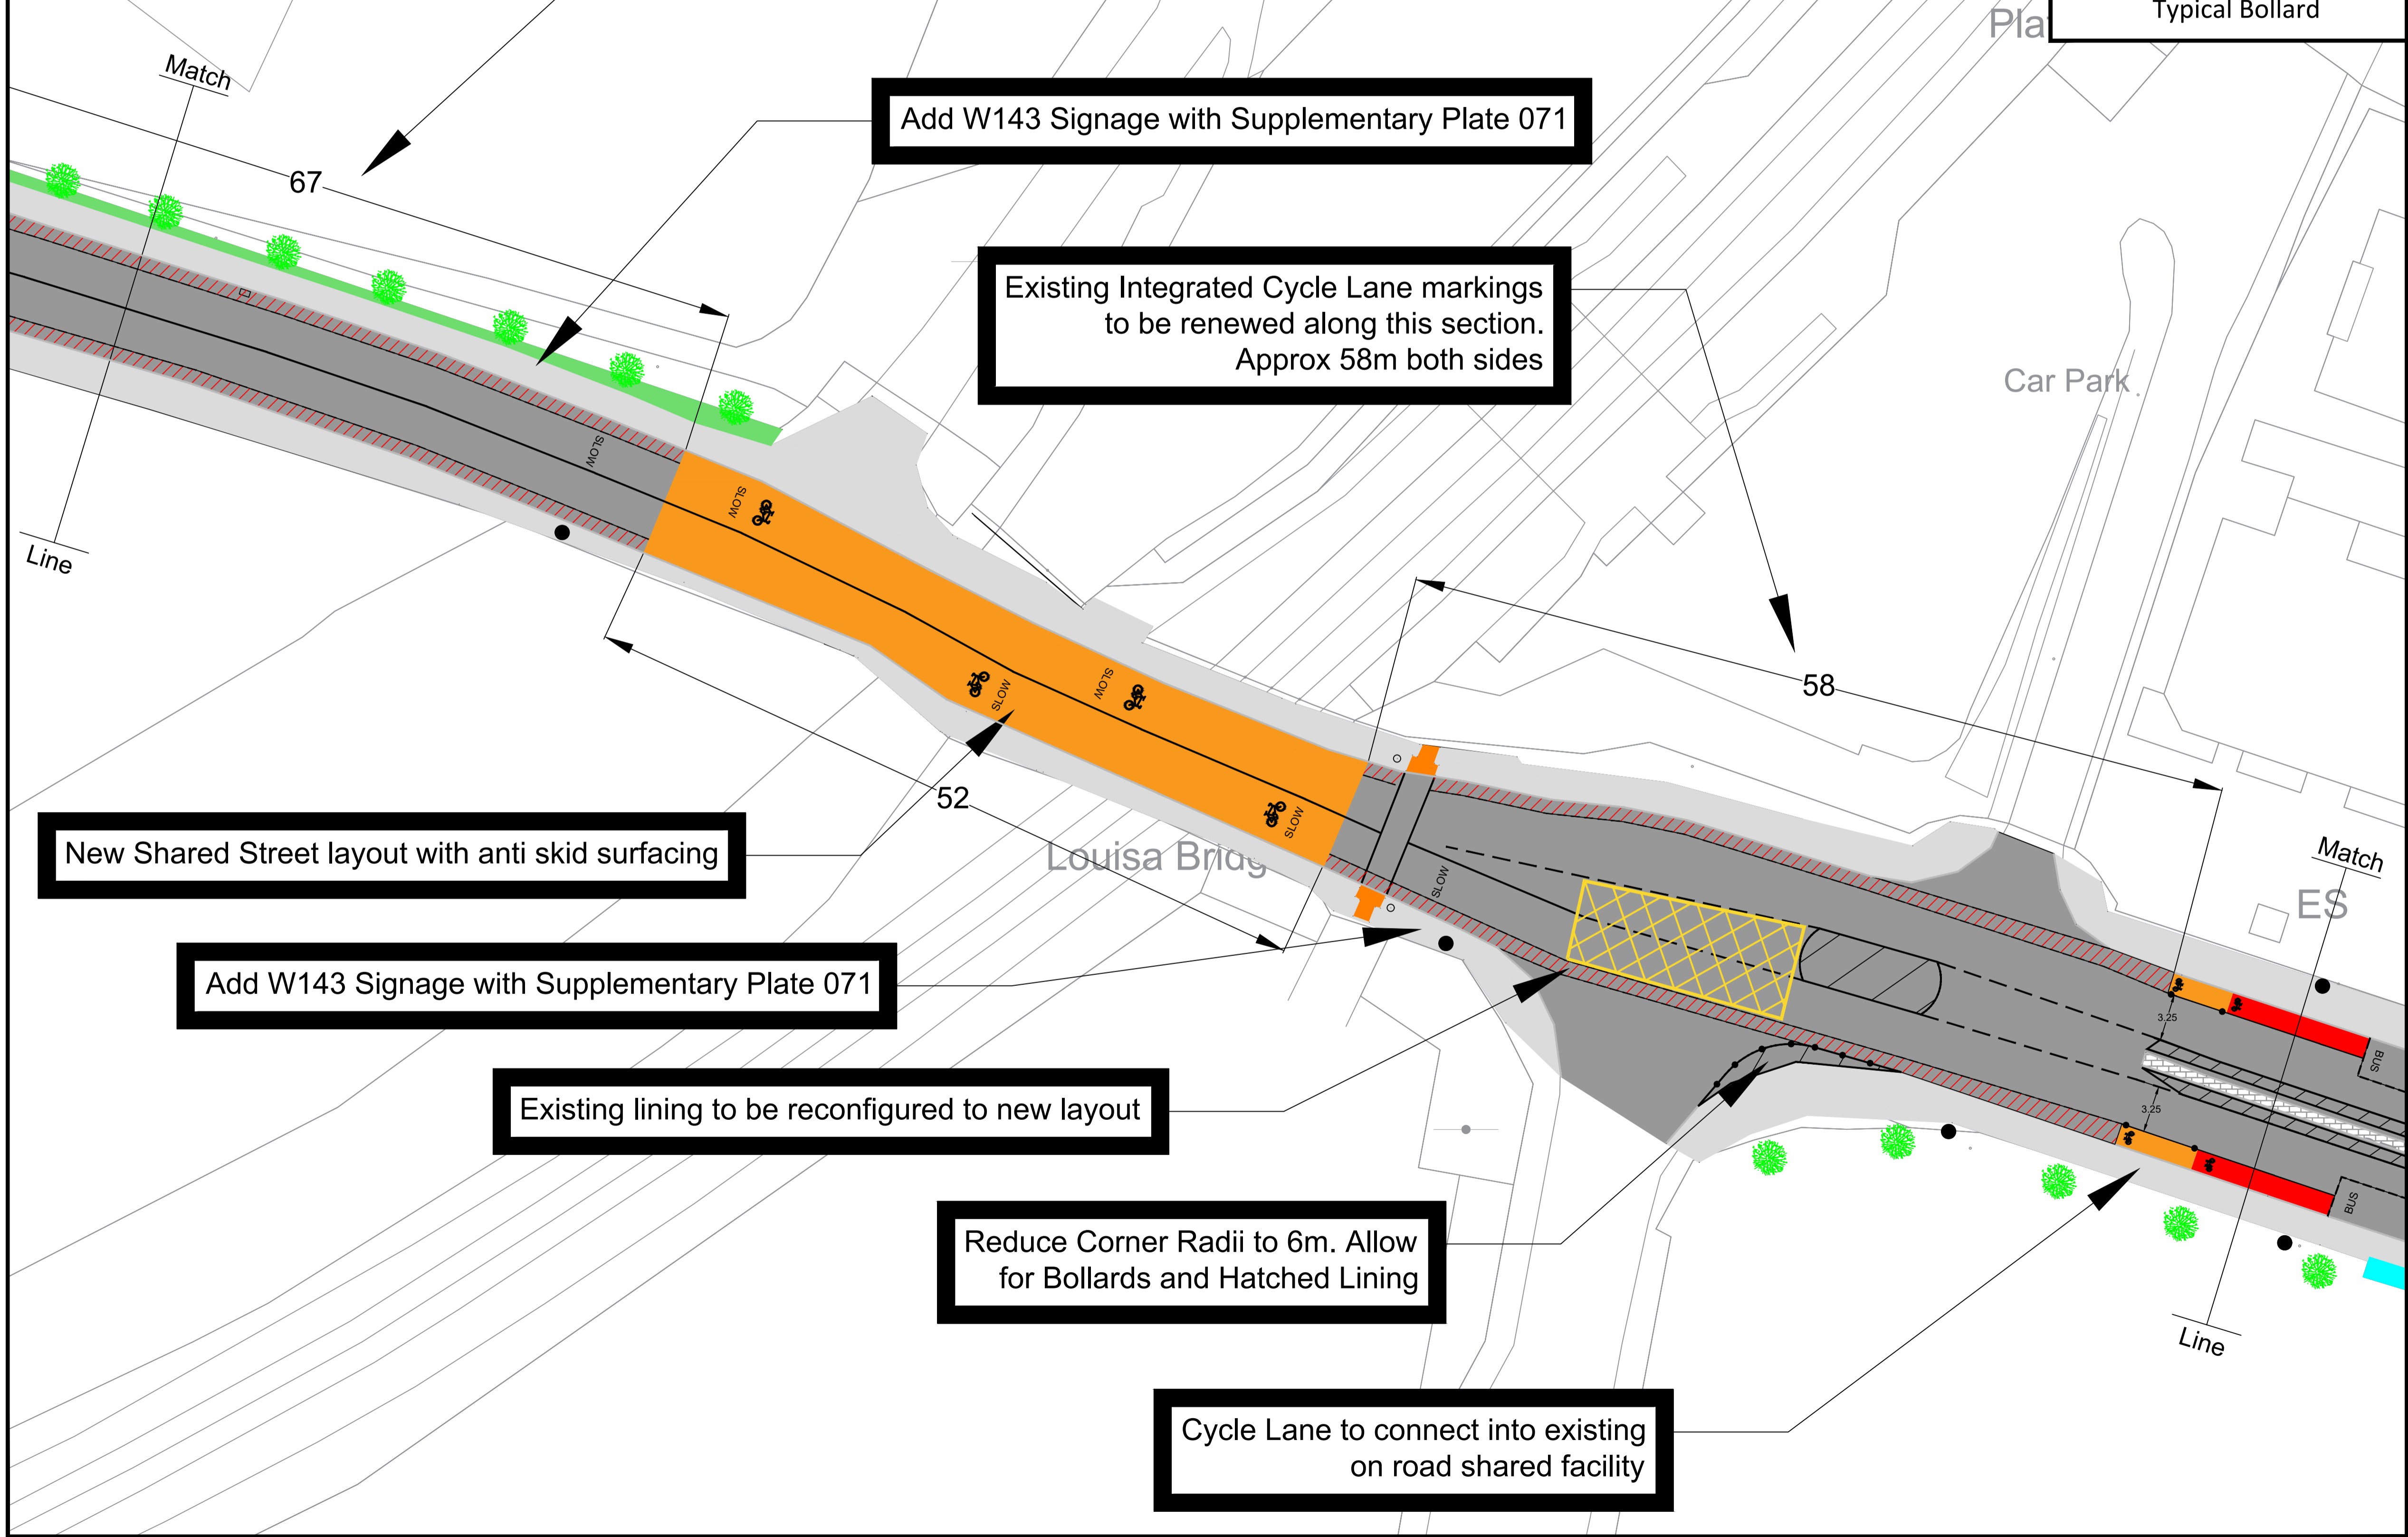 Typical Bollard
Pla
Match
Add W143 Signage with Supplementary Plate 071
67
Existing Integrated Cycle Lane markings
to be renewed along this section.
Approx 58m both sides
Car Park
SLOW
SLOW
Line
SLOW
SLOW
58
52
SLOW
New Shared Street layout with anti skid surfacing
Louisa Bridg
Match
SLOW
ES
Add W143 Signage with Supplementary Plate 071
3.25
BUS
Existing lining to be reconfigured to new layout
3.25
BUS
Reduce Corner Radii to 6m. Allow
for Bollards and Hatched Lining
Line
Cycle Lane to connect into existing
on road shared facility